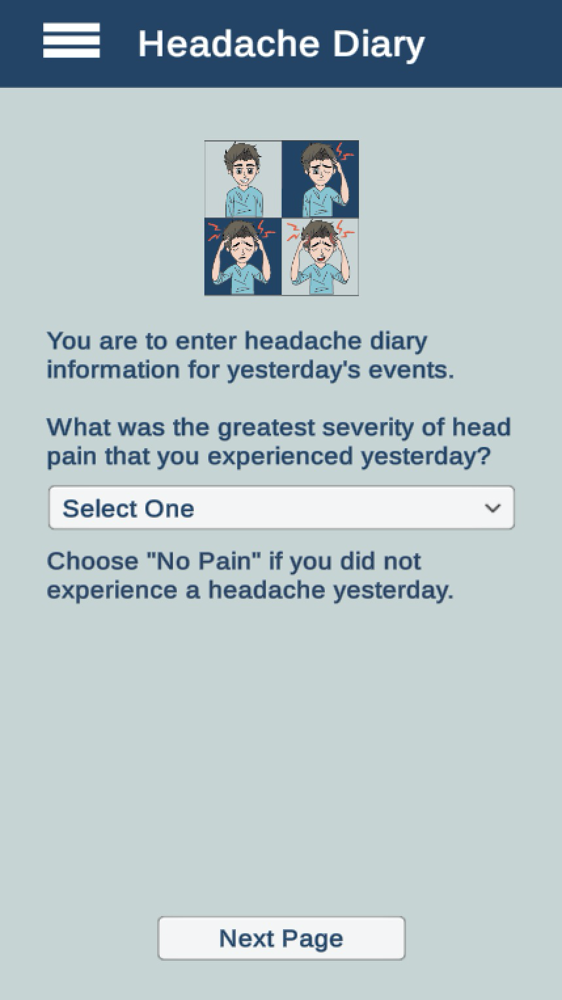 Headache Diary
You are to enter headache diary
information for yesterday's events.
What was the greatest severity of head
pain that you experienced yesterday?
Select One
Choose "No Pain" if you did not
experience a headache yesterday.
Next Page